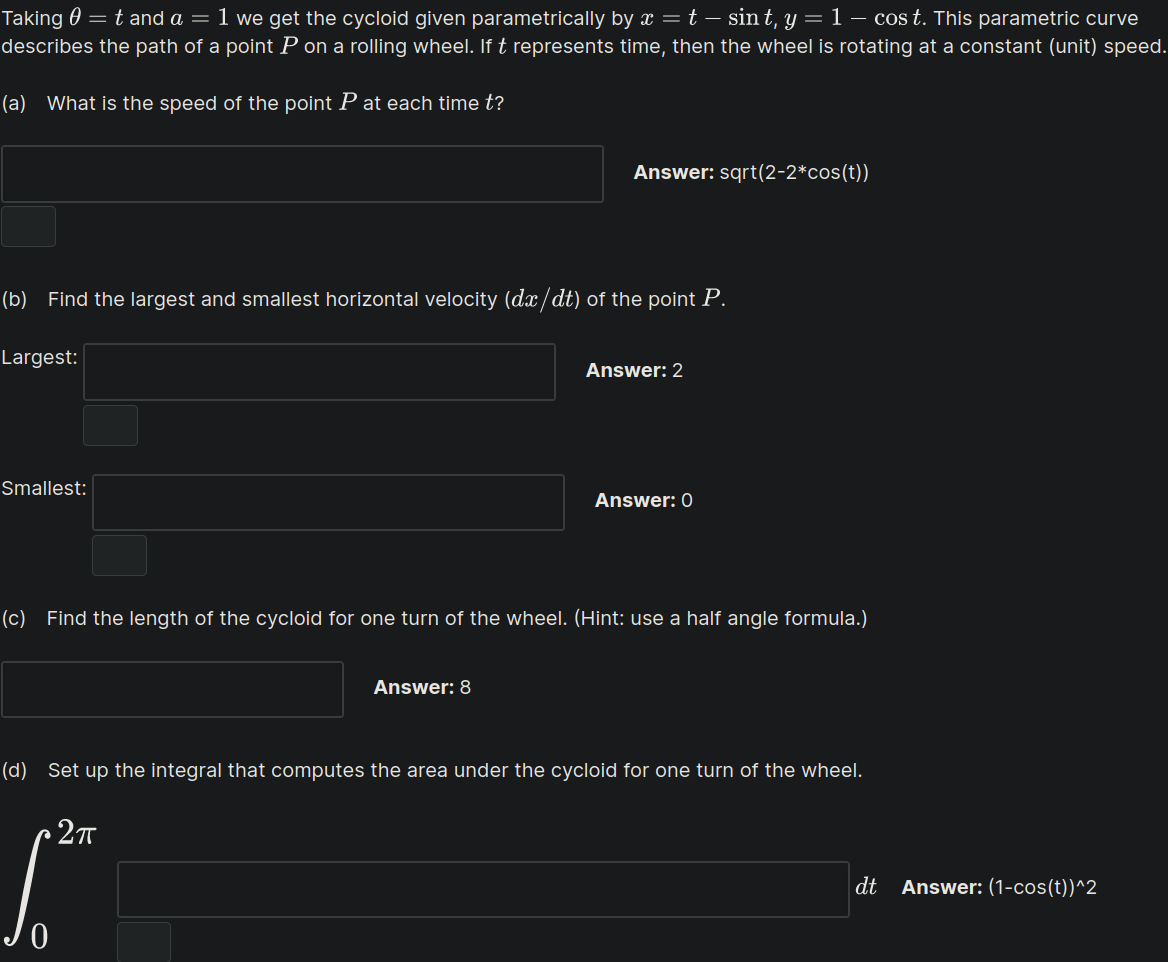 Taking θ = t and a = 1 we get the cycloid given parametrically by x = t − sin t, y = 1 − cos t. This parametric curve
describes the path of a point P on a rolling wheel. If t represents time, then the wheel is rotating at a constant (unit) speed.
(a) What is the speed of the point P at each time t?
Answer: sqrt(2-2*cos(t))
(b) Find the largest and smallest horizontal velocity (dx/dt) of the point P.
Largest: Answer: 2
Smallest: Answer: 0
(c) Find the length of the cycloid for one turn of the wheel. (Hint: use a half angle formula.)
Answer: 8
(d) Set up the integral that computes the area under the cycloid for one turn of the wheel.
∫₀^2π dt Answer: (1-cos(t))^2